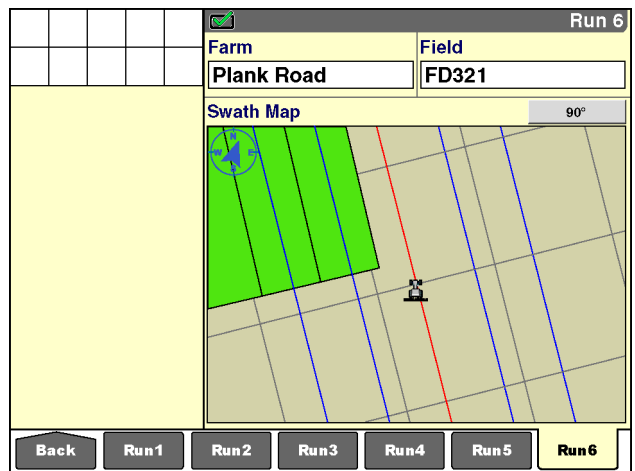 Run 6
Farm
Field
Plank Road
FD321
Swath Map
90°
N
W E
S
Back
Run1
Run2
Run3
Run4
Run5
Run6